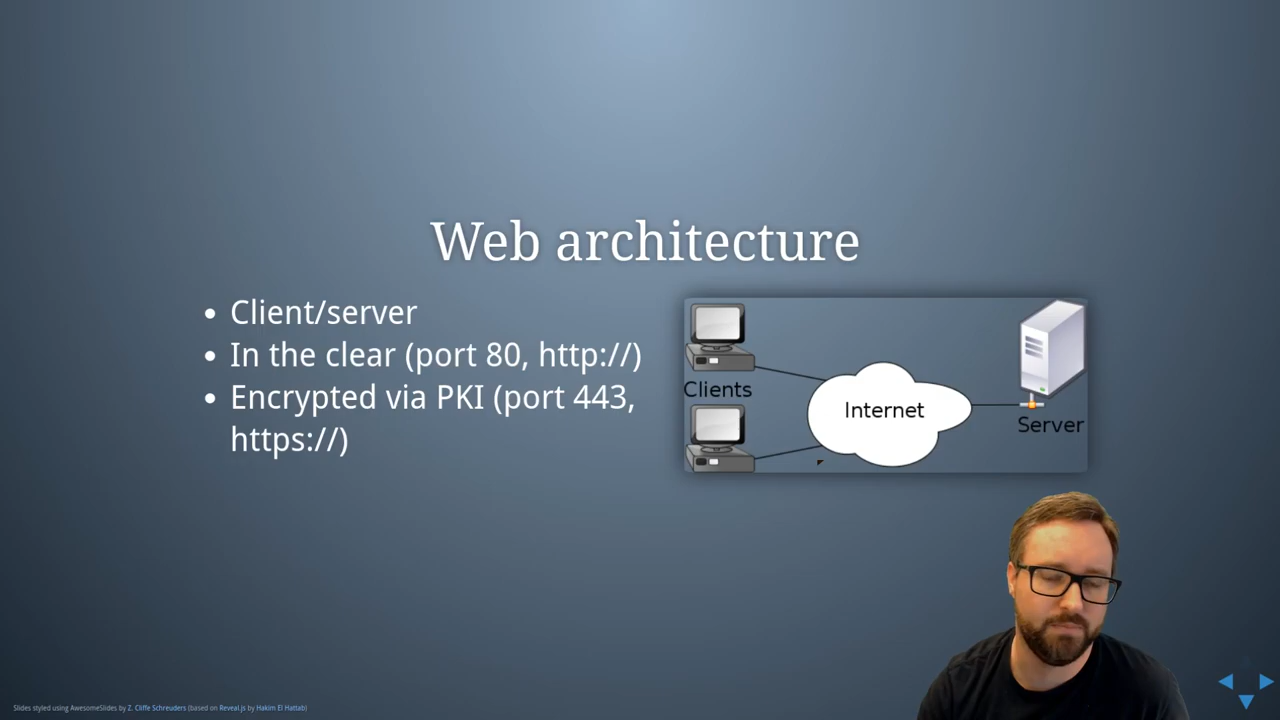 Web architecture
• Client/server
• In the clear (port 80, http://)
• Encrypted via PKI (port 443,
https://)
Clients
Internet
Server
Slides styled using AwesomeSlides by Z. Cliffe Schreuders (based on Reveal.js by Hakim El Hattab)